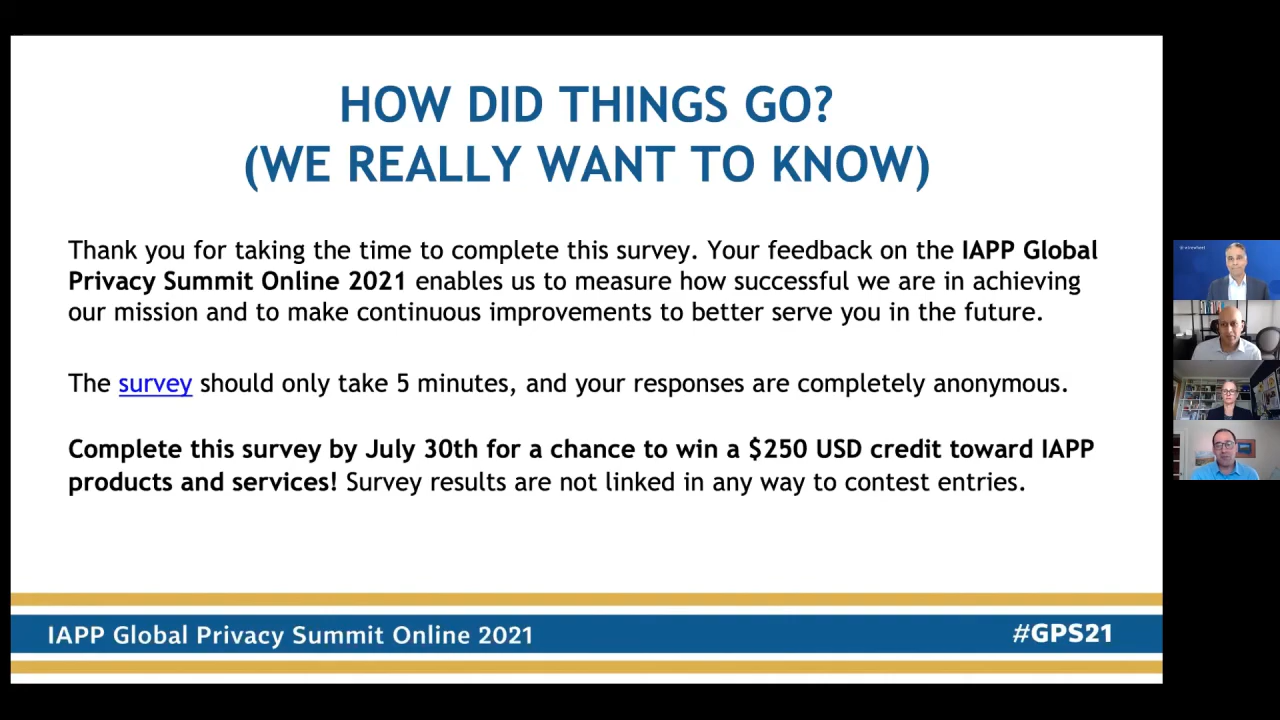 HOW DID THINGS GO?
(WE REALLY WANT TO KNOW)
Thank you for taking the time to complete this survey. Your feedback on the IAPP Global
Privacy Summit Online 2021 enables us to measure how successful we are in achieving
our mission and to make continuous improvements to better serve you in the future.
The survey should only take 5 minutes, and your responses are completely anonymous.
Complete this survey by July 30th for a chance to win a $250 USD credit toward IAPP
products and services! Survey results are not linked in any way to contest entries.
IAPP Global Privacy Summit Online 2021
#GPS21